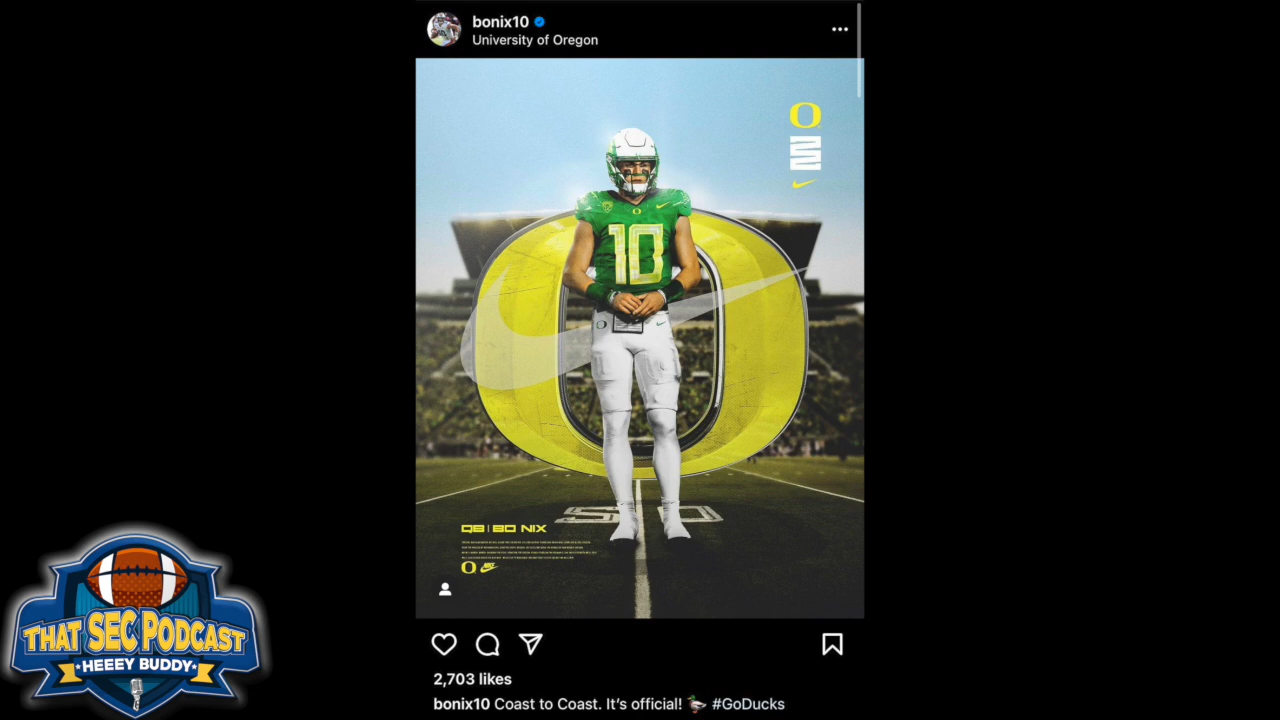 bonix10
University of Oregon
O
22
10
50
QB | BO NIX
O
THAT SEC PODCAST
HEEEY BUDDY
2,703 likes
bonix10 Coast to Coast. It's official! 🦆 #GoDucks